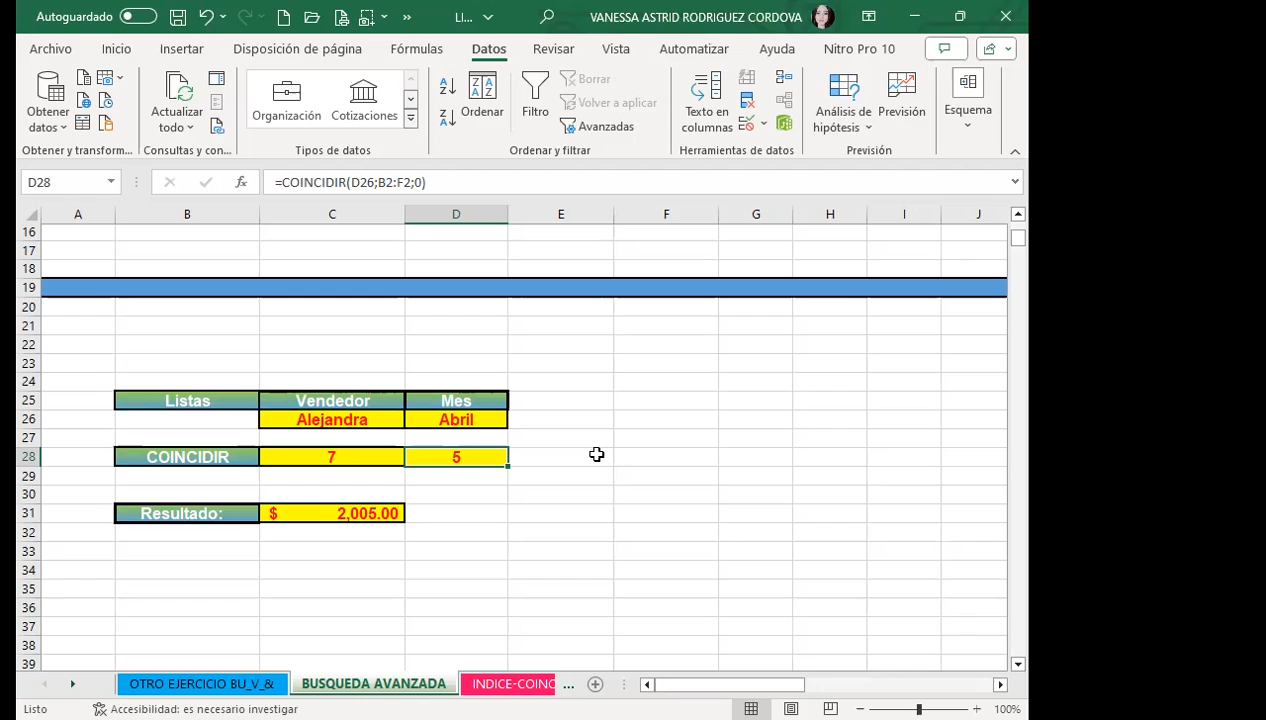 Autoguardado
LI...
VANESSA ASTRID RODRIGUEZ CORDOVA
Archivo Inicio Insertar Disposición de página Fórmulas Datos Revisar Vista Automatizar Ayuda Nitro Pro 10
Obtener datos
Actualizar todo
Organización Cotizaciones
Ordenar
Filtro
Borrar
Volver a aplicar
Avanzadas
Texto en columnas
Análisis de hipótesis
Previsión
Esquema
Obtener y transform... Consultas y con... Tipos de datos Ordenar y filtrar Herramientas de datos Previsión
D28 fx =COINCIDIR(D26;B2:F2;0)
A B C D E F G H I J
16
17
18
19
20
21
22
23
24
25 Listas Vendedor Mes
26 Alejandra Abril
27
28 COINCIDIR 7 5
29
30
31 Resultado: $ 2,005.00
32
33
34
35
36
37
38
39
OTRO EJERCICIO BU_V_& BUSQUEDA AVANZADA INDICE-COINC ...
Listo Accesibilidad: es necesario investigar 100%